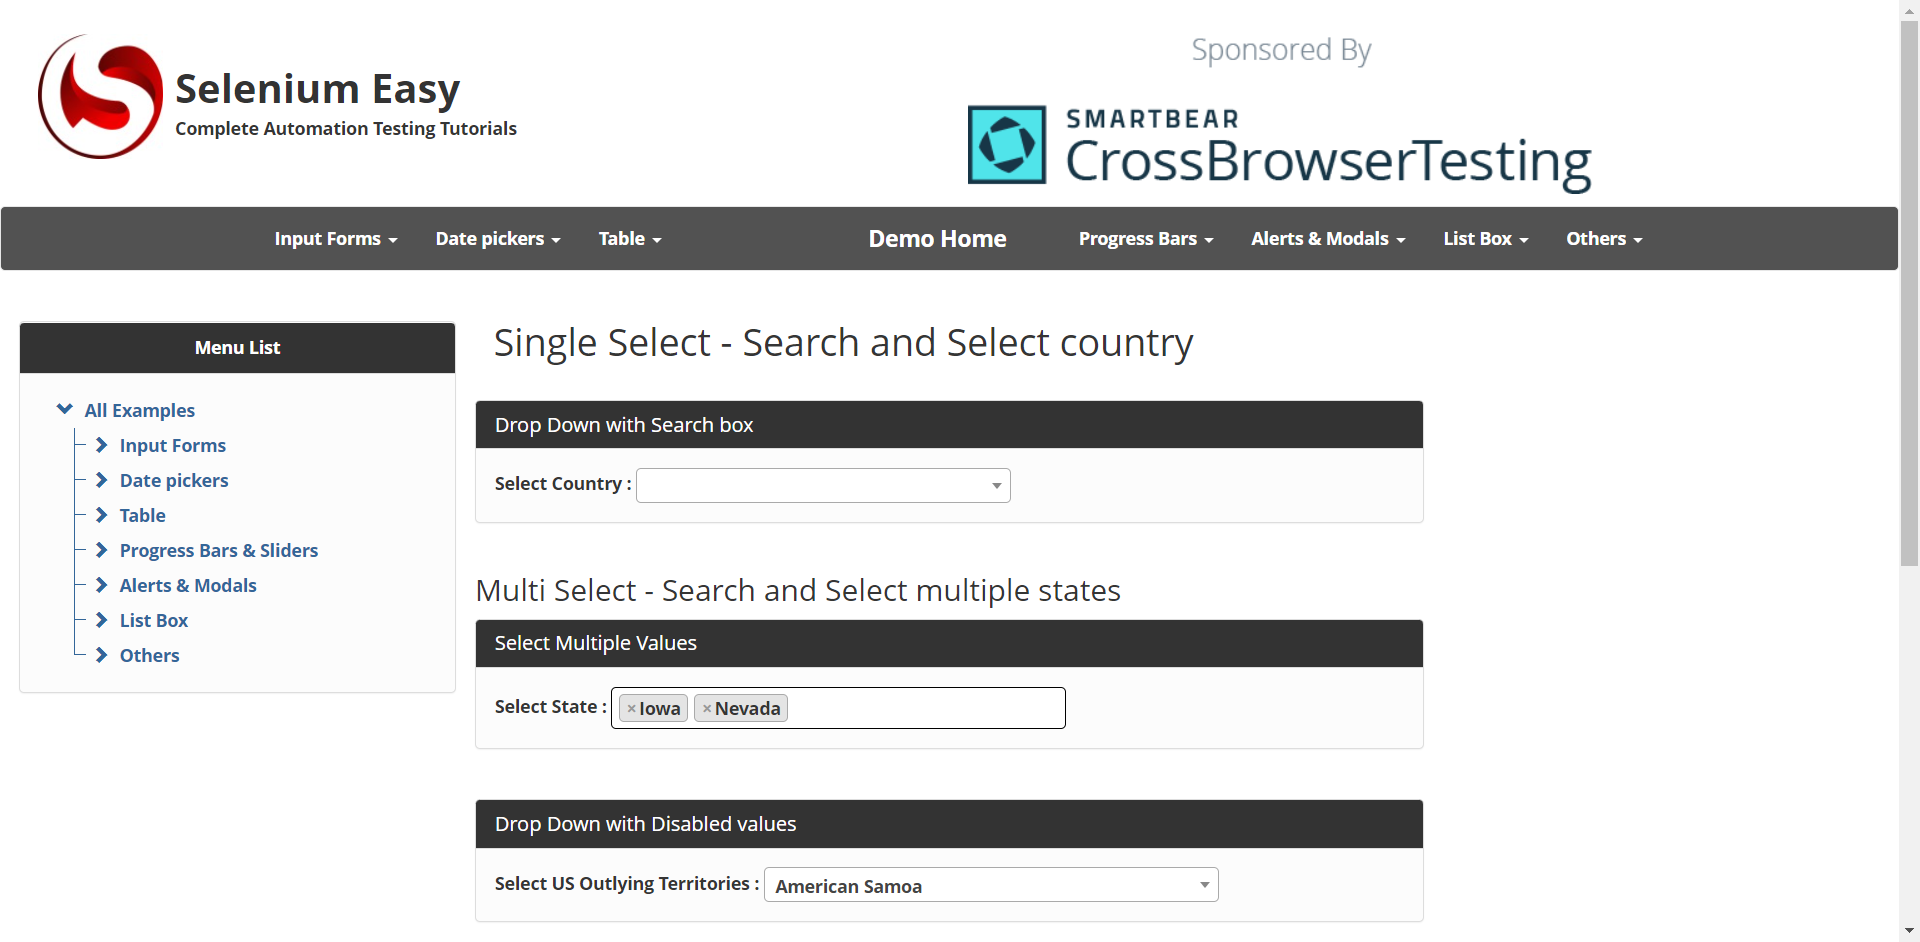 Selenium Easy
Complete Automation Testing Tutorials
Sponsored By
SMARTBEAR
CrossBrowserTesting
Input Forms Date pickers Table Demo Home Progress Bars Alerts & Modals List Box Others
Menu List
All Examples
Input Forms
Date pickers
Table
Progress Bars & Sliders
Alerts & Modals
List Box
Others
Single Select - Search and Select country
Drop Down with Search box
Select Country :
Multi Select - Search and Select multiple states
Select Multiple Values
Select State : ×Iowa ×Nevada
Drop Down with Disabled values
Select US Outlying Territories : American Samoa